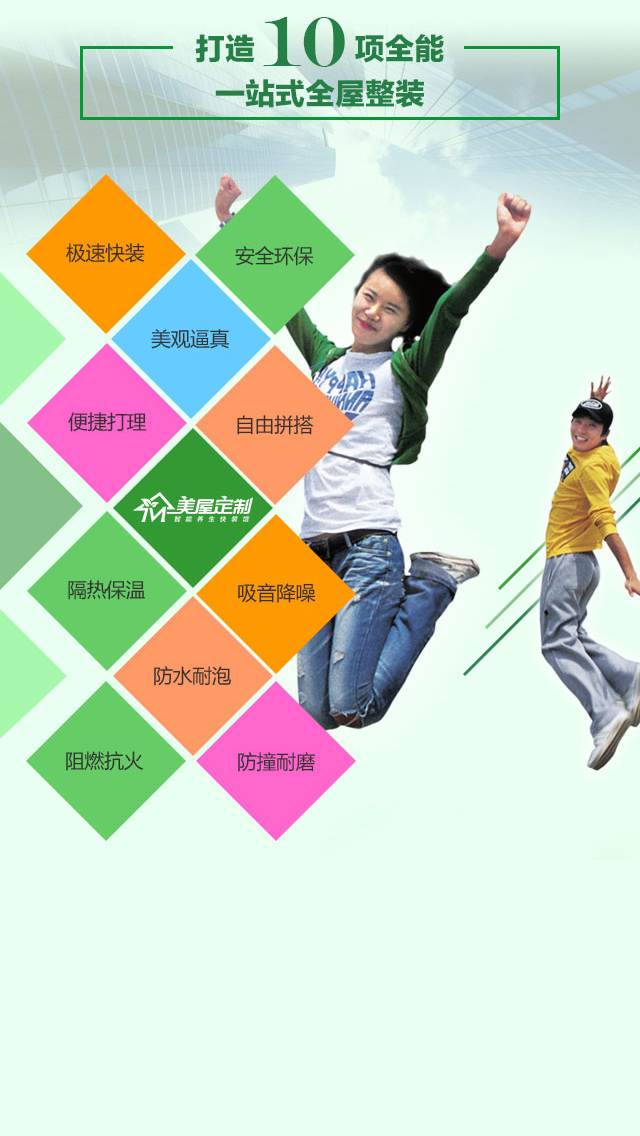 打造10项全能
一站式全屋整装
极速快装
安全环保
美观逼真
便捷打理
自由拼搭
美屋定制
智能养生快装馆
隔热保温
吸音降噪
防水耐泡
阻燃抗火
防撞耐磨
HAPPY